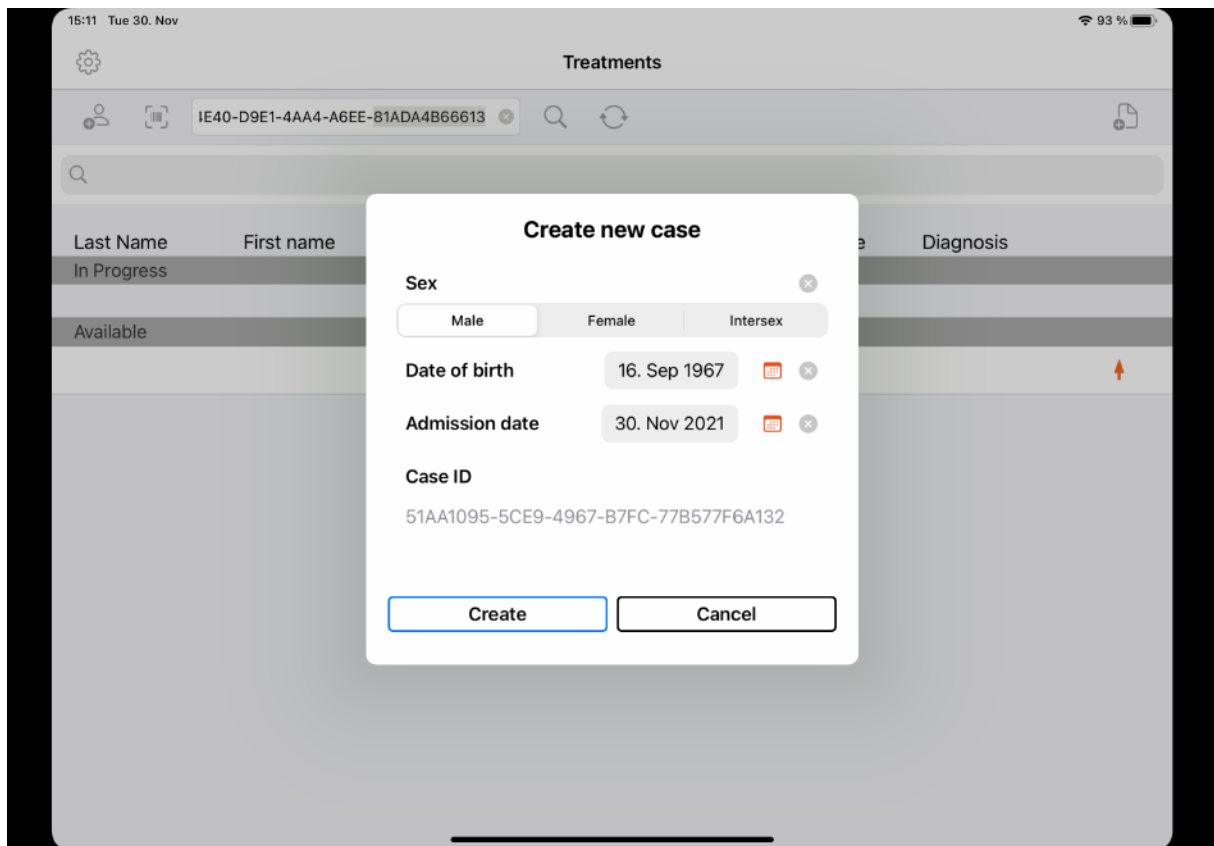 15:11 Tue 30. Nov 93 %
Treatments
E40-D9E1-4AA4-A6EE-81ADA4B66613
Create new case
Last Name First name Diagnosis
In Progress
Sex
Male Female Intersex
Available
Date of birth 16. Sep 1967
Admission date 30. Nov 2021
Case ID
51AA1095-5CE9-4967-B7FC-77B577F6A132
Create Cancel